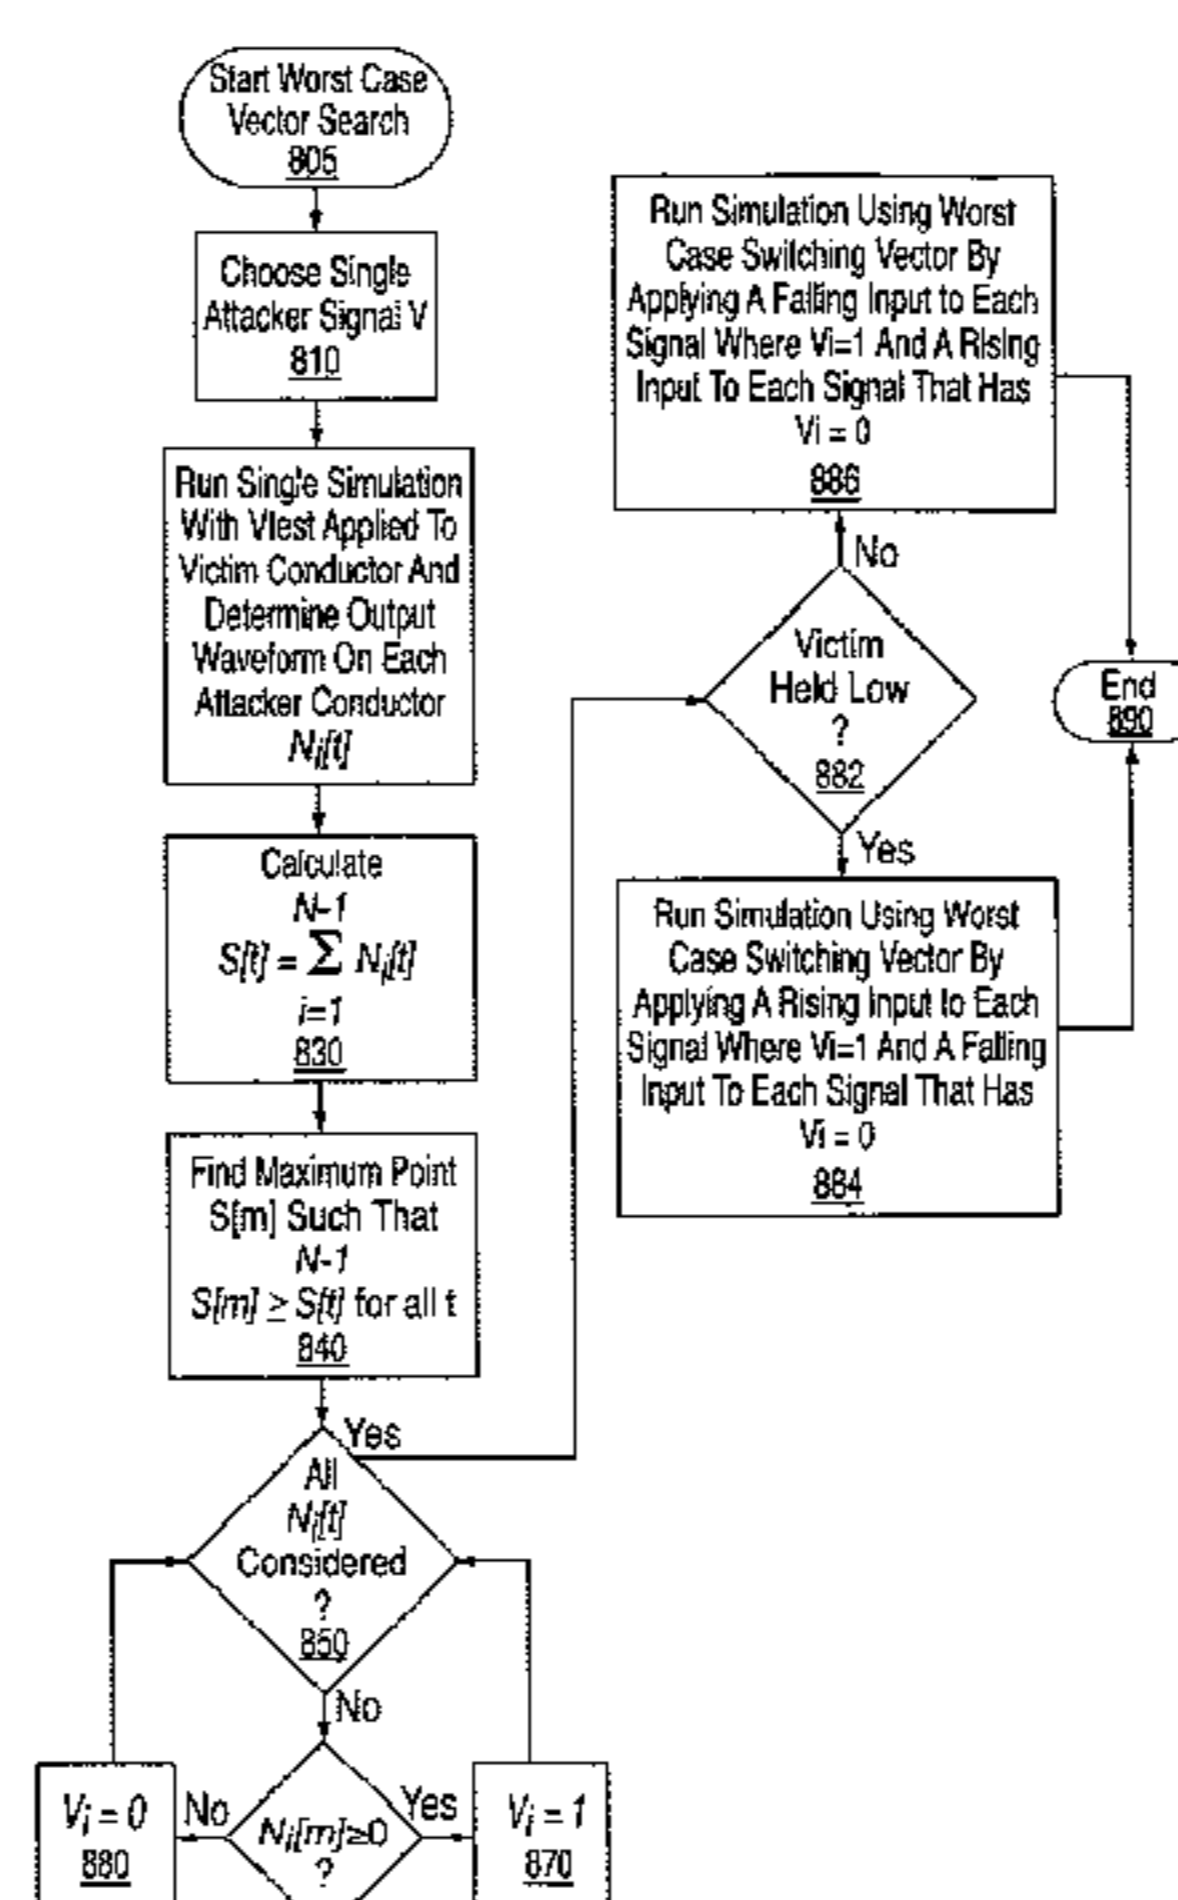 Start Worst Case
Vector Search
805
Choose Single
Attacker Signal V
810
Run Single Simulation
With Vtest Applied To
Victim Conductor And
Determine Output
Waveform On Each
Attacker Conductor
Ni[t]
Calculate
N-1
S[t] = Σ Ni[t]
i=1
830
Find Maximum Point
S[m] Such That
N-1
S[m] ≥ S[t] for all t
840
Yes
All
Ni[t]
Considered
?
850
No
Ni[m]≥0
?
No
Vi = 0
880
Yes
Vi = 1
870
Victim
Held Low
?
882
No
Run Simulation Using Worst
Case Switching Vector By
Applying A Falling Input to Each
Signal Where Vi=1 And A Rising
Input To Each Signal That Has
Vi = 0
886
Yes
Run Simulation Using Worst
Case Switching Vector By
Applying A Rising Input to Each
Signal Where Vi=1 And A Falling
Input To Each Signal That Has
Vi = 0
884
End
890